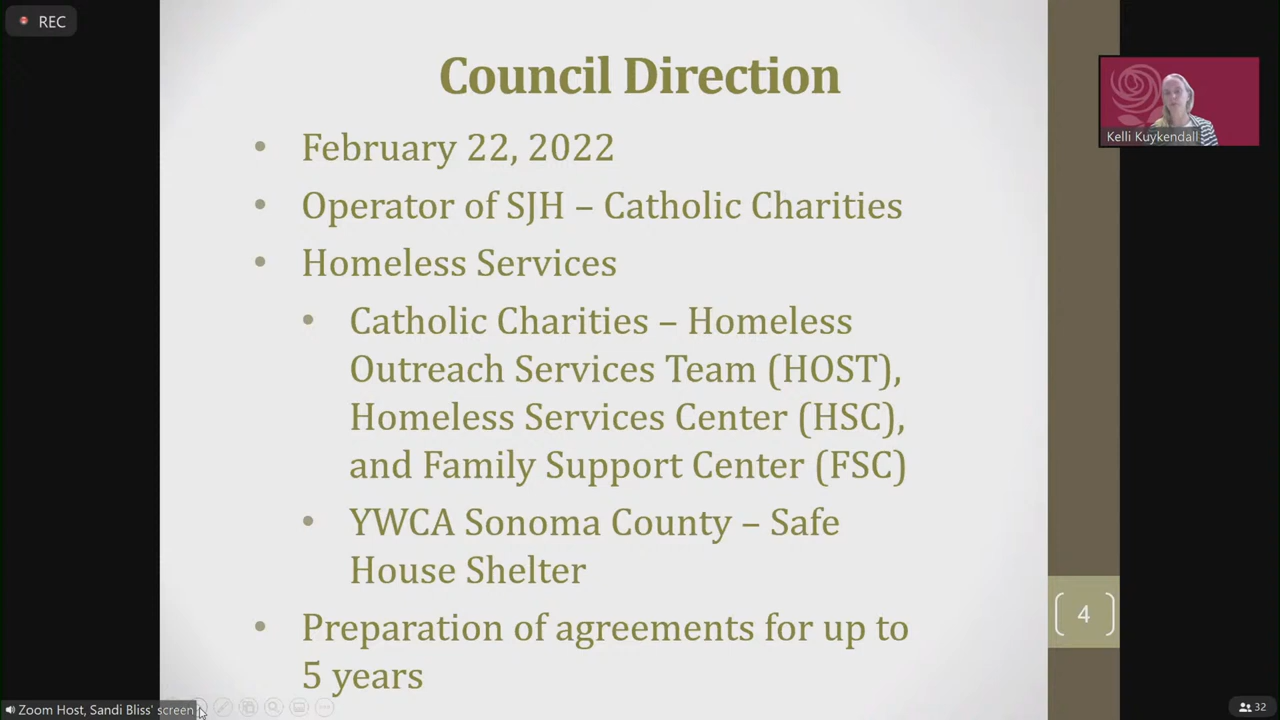 REC
Council Direction
• February 22, 2022
• Operator of SJH – Catholic Charities
• Homeless Services
• Catholic Charities – Homeless
Outreach Services Team (HOST),
Homeless Services Center (HSC),
and Family Support Center (FSC)
• YWCA Sonoma County – Safe
House Shelter
• Preparation of agreements for up to
5 years
4
Kelli Kuykendall
Zoom Host, Sandi Bliss' screen
32